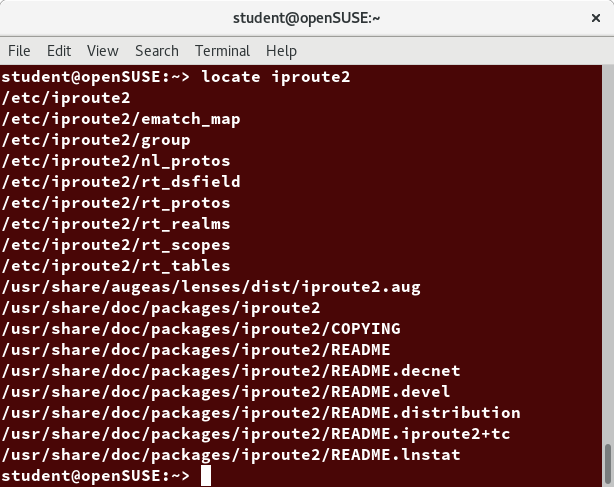 student@openSUSE:~
×
File Edit View Search Terminal Help
student@openSUSE:~> locate iproute2
/etc/iproute2
/etc/iproute2/ematch_map
/etc/iproute2/group
/etc/iproute2/nl_protos
/etc/iproute2/rt_dsfield
/etc/iproute2/rt_protos
/etc/iproute2/rt_realms
/etc/iproute2/rt_scopes
/etc/iproute2/rt_tables
/usr/share/augeas/lenses/dist/iproute2.aug
/usr/share/doc/packages/iproute2
/usr/share/doc/packages/iproute2/COPYING
/usr/share/doc/packages/iproute2/README
/usr/share/doc/packages/iproute2/README.decnet
/usr/share/doc/packages/iproute2/README.devel
/usr/share/doc/packages/iproute2/README.distribution
/usr/share/doc/packages/iproute2/README.iproute2+tc
/usr/share/doc/packages/iproute2/README.lnstat
student@openSUSE:~>